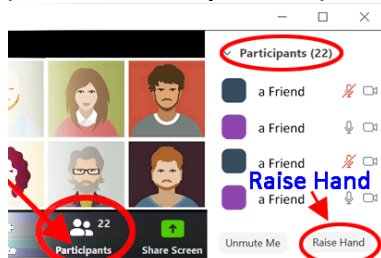 Participants (22)
a Friend
a Friend
a Friend
Raise Hand
a Friend
22
Participants Share Screen
Unmute Me Raise Hand